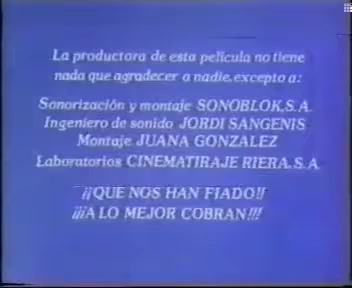 La productora de esta película no tiene
nada que agradecer a nadie, excepto a:
Sonorización y montaje SONOBLOK, S.A.
Ingeniero de sonido JORDI SANGENIS
Montaje JUANA GONZALEZ
Laboratorios CINEMATIRAJE RIERA, S.A.
¡¡QUE NOS HAN FIADO!!
¡¡¡A LO MEJOR COBRAN!!!